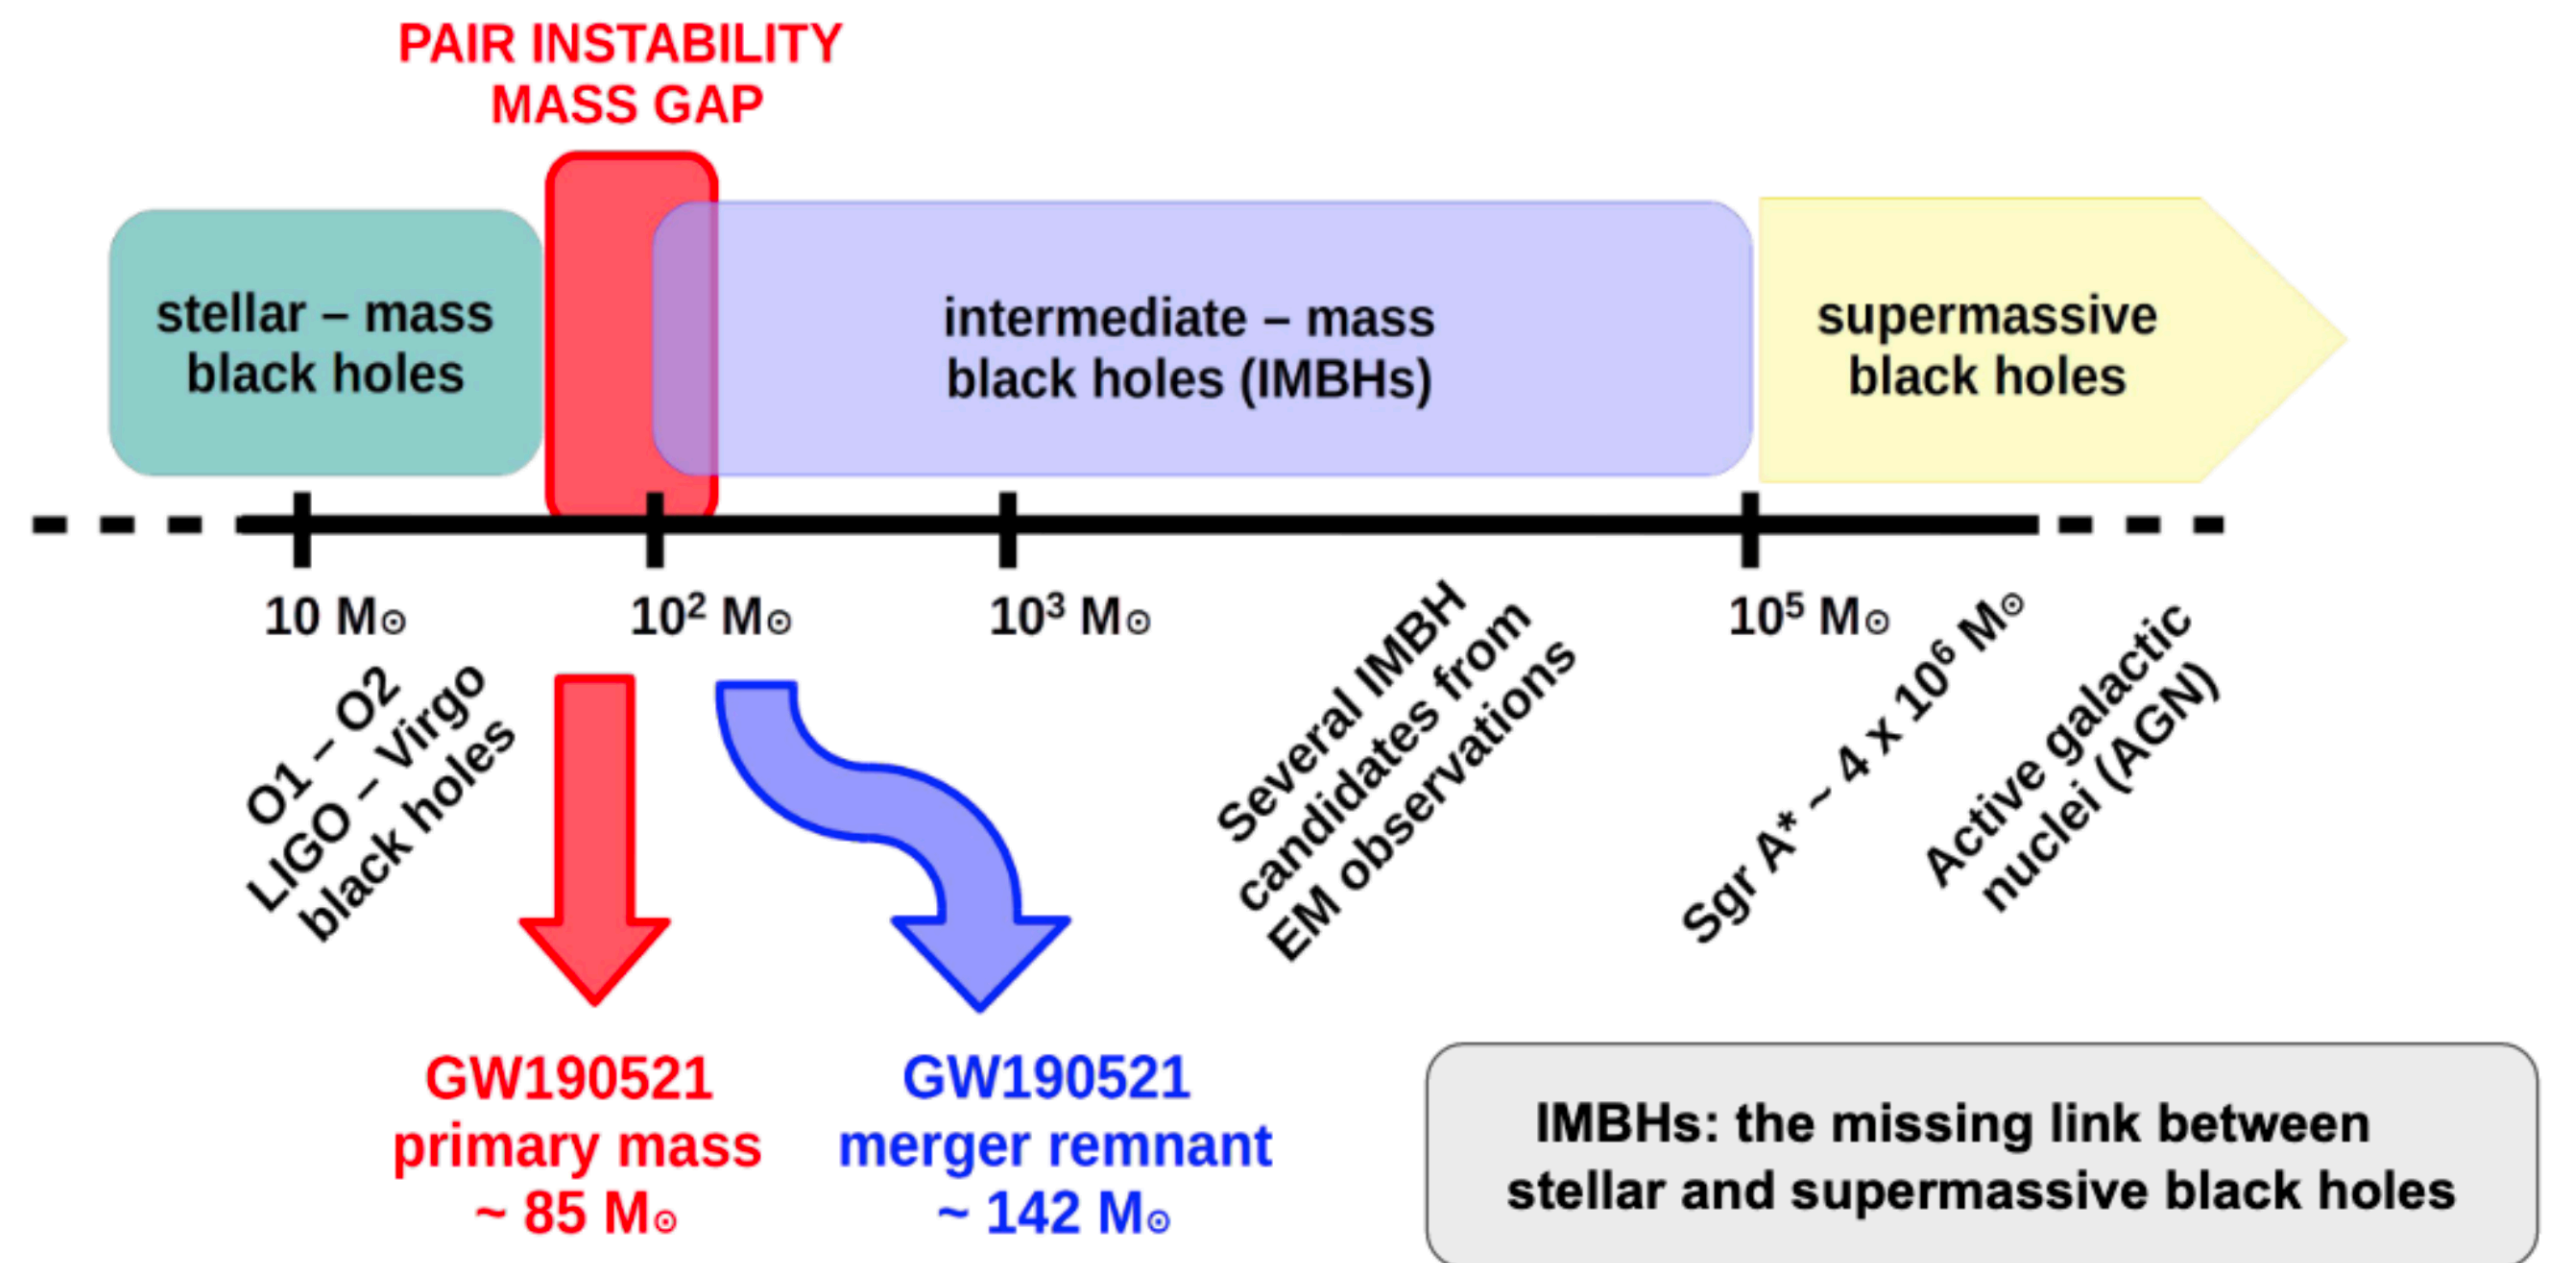 PAIR INSTABILITY
MASS GAP
stellar – mass
black holes
intermediate – mass
black holes (IMBHs)
supermassive
black holes
10 M☉
10² M☉
10³ M☉
10⁵ M☉
O1 – O2
LIGO – Virgo
black holes
Several IMBH
candidates from
EM observations
Sgr A* ~ 4 x 10⁶ M☉
Active galactic
nuclei (AGN)
GW190521
primary mass
~ 85 M☉
GW190521
merger remnant
~ 142 M☉
IMBHs: the missing link between
stellar and supermassive black holes